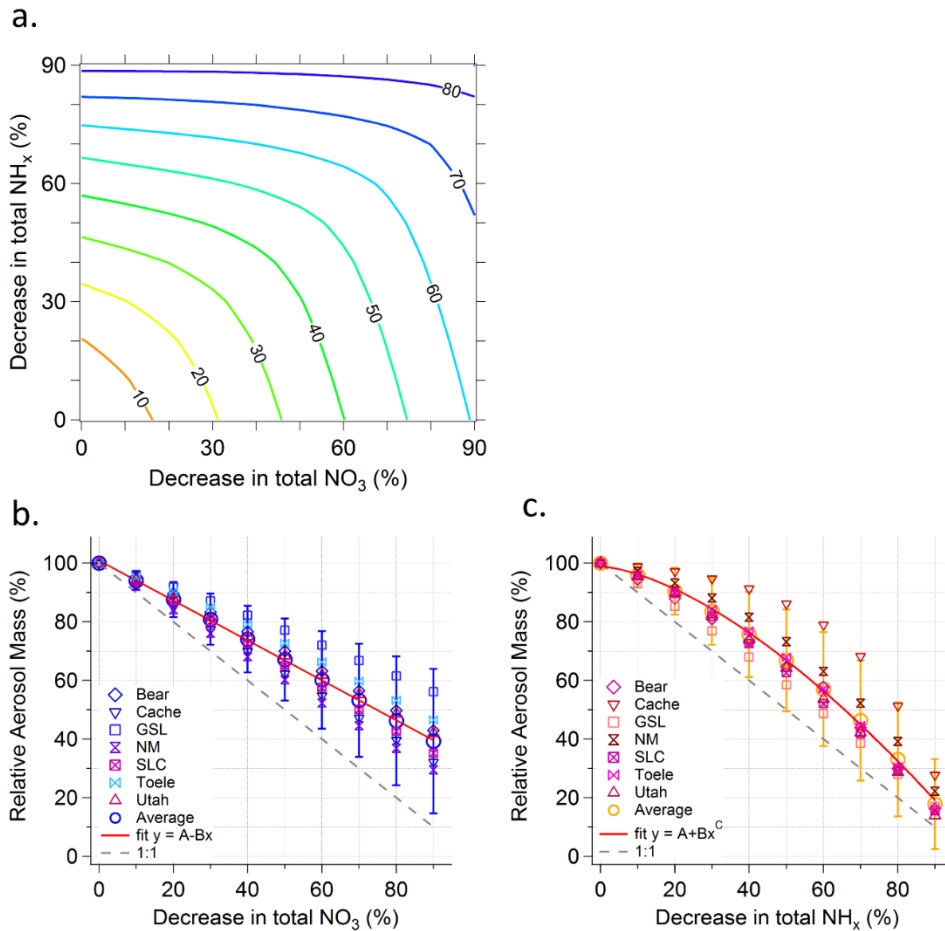 a.
90
60
30
0
Decrease in total NHx (%)
80
70
60
50
40
30
20
10
0
30
60
90
Decrease in total NO3 (%)
b.
100
80
60
40
20
0
Relative Aerosol Mass (%)
Bear
Cache
GSL
NM
SLC
Toele
Utah
Average
fit y = A-Bx
1:1
0
20
40
60
80
Decrease in total NO3 (%)
c.
100
80
60
40
20
0
Relative Aerosol Mass (%)
Bear
Cache
GSL
NM
SLC
Toele
Utah
Average
fit y = A+Bx^C
1:1
0
20
40
60
80
Decrease in total NHx (%)